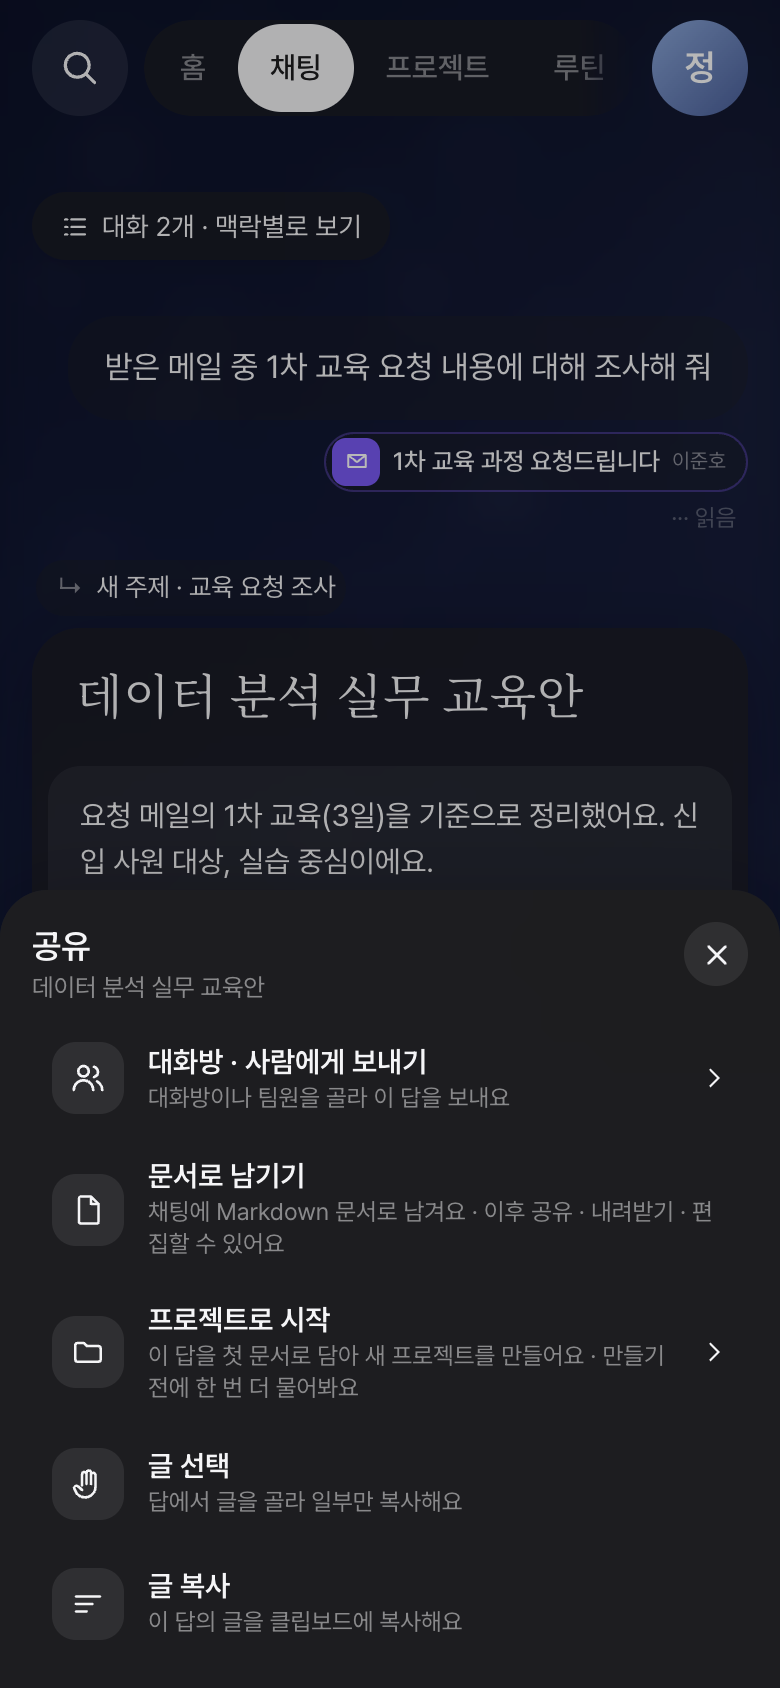 홈 채팅 프로젝트 루틴 정
대화 2개 · 맥락별로 보기
받은 메일 중 1차 교육 요청 내용에 대해 조사해 줘
1차 교육 과정 요청드립니다 이준호
··· 읽음
새 주제 · 교육 요청 조사
데이터 분석 실무 교육안
요청 메일의 1차 교육(3일)을 기준으로 정리했어요. 신
입 사원 대상, 실습 중심이에요.
공유
데이터 분석 실무 교육안
대화방 · 사람에게 보내기
대화방이나 팀원을 골라 이 답을 보내요
문서로 남기기
채팅에 Markdown 문서로 남겨요 · 이후 공유 · 내려받기 · 편
집할 수 있어요
프로젝트로 시작
이 답을 첫 문서로 담아 새 프로젝트를 만들어요 · 만들기
전에 한 번 더 물어봐요
글 선택
답에서 글을 골라 일부만 복사해요
글 복사
이 답의 글을 클립보드에 복사해요